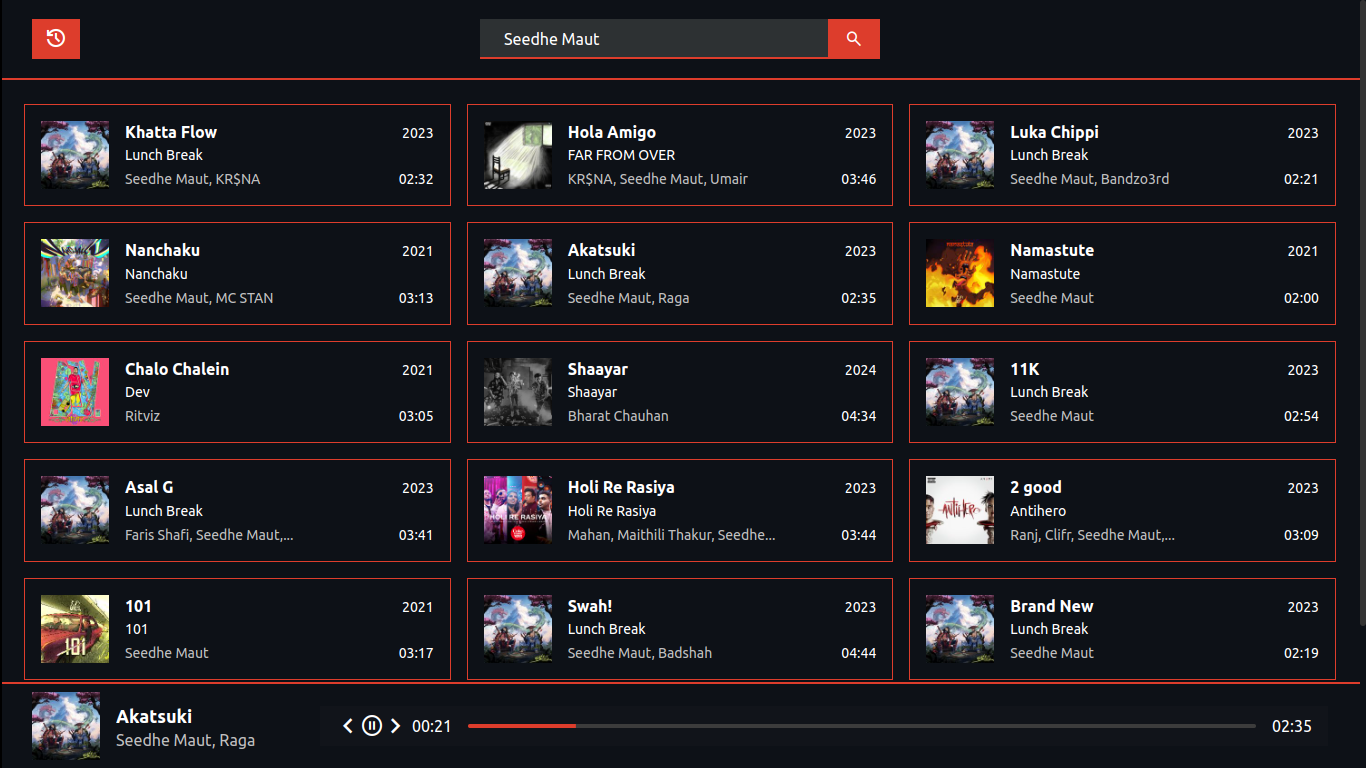 Seedhe Maut
Khatta Flow 2023
Lunch Break
Seedhe Maut, KR$NA 02:32
Hola Amigo 2023
FAR FROM OVER
KR$NA, Seedhe Maut, Umair 03:46
Luka Chippi 2023
Lunch Break
Seedhe Maut, Bandzo3rd 02:21
Nanchaku 2021
Nanchaku
Seedhe Maut, MC STAN 03:13
Akatsuki 2023
Lunch Break
Seedhe Maut, Raga 02:35
namastute
Namastute 2021
Namastute
Seedhe Maut 02:00
Chalo Chalein 2021
Dev
Ritviz 03:05
Shaayar 2024
Shaayar
Bharat Chauhan 04:34
11K 2023
Lunch Break
Seedhe Maut 02:54
Asal G 2023
Lunch Break
Faris Shafi, Seedhe Maut,... 03:41
HOLI RE RASIYA
Holi Re Rasiya 2023
Holi Re Rasiya
Mahan, Maithili Thakur, Seedhe... 03:44
ANTIHERO
2 good 2023
Antihero
Ranj, Clifr, Seedhe Maut,... 03:09
101
101 2021
101
Seedhe Maut 03:17
Swah! 2023
Lunch Break
Seedhe Maut, Badshah 04:44
Brand New 2023
Lunch Break
Seedhe Maut 02:19
Akatsuki
Seedhe Maut, Raga
00:21 02:35